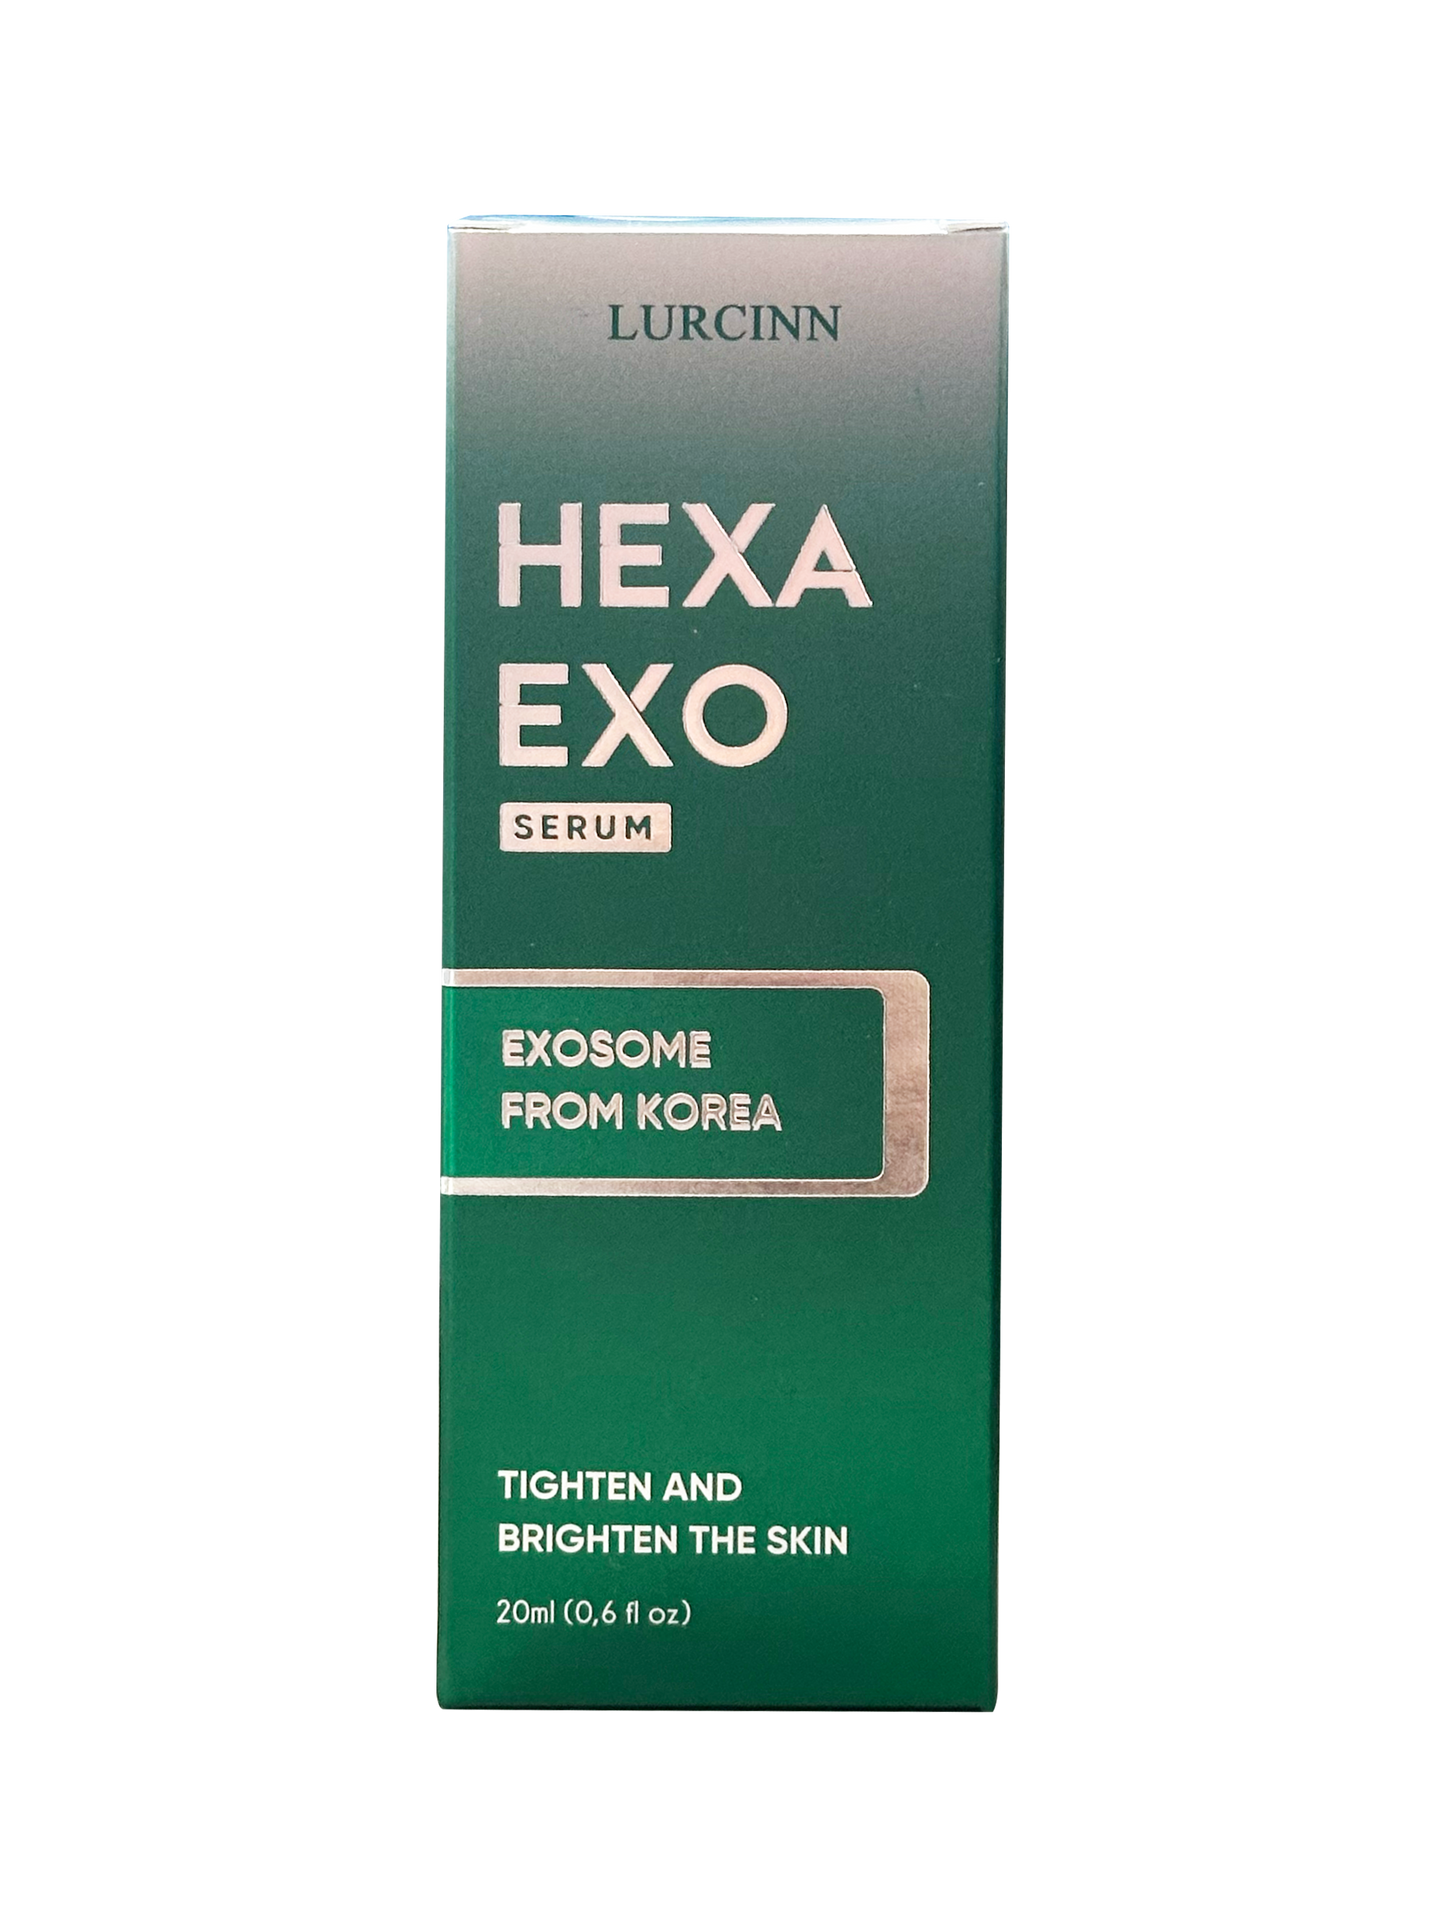 LURCINN
HEXA
EXO
SERUM
EXOSOME
FROM KOREA
TIGHTEN AND
BRIGHTEN THE SKIN
20ml (0,6 fl oz)